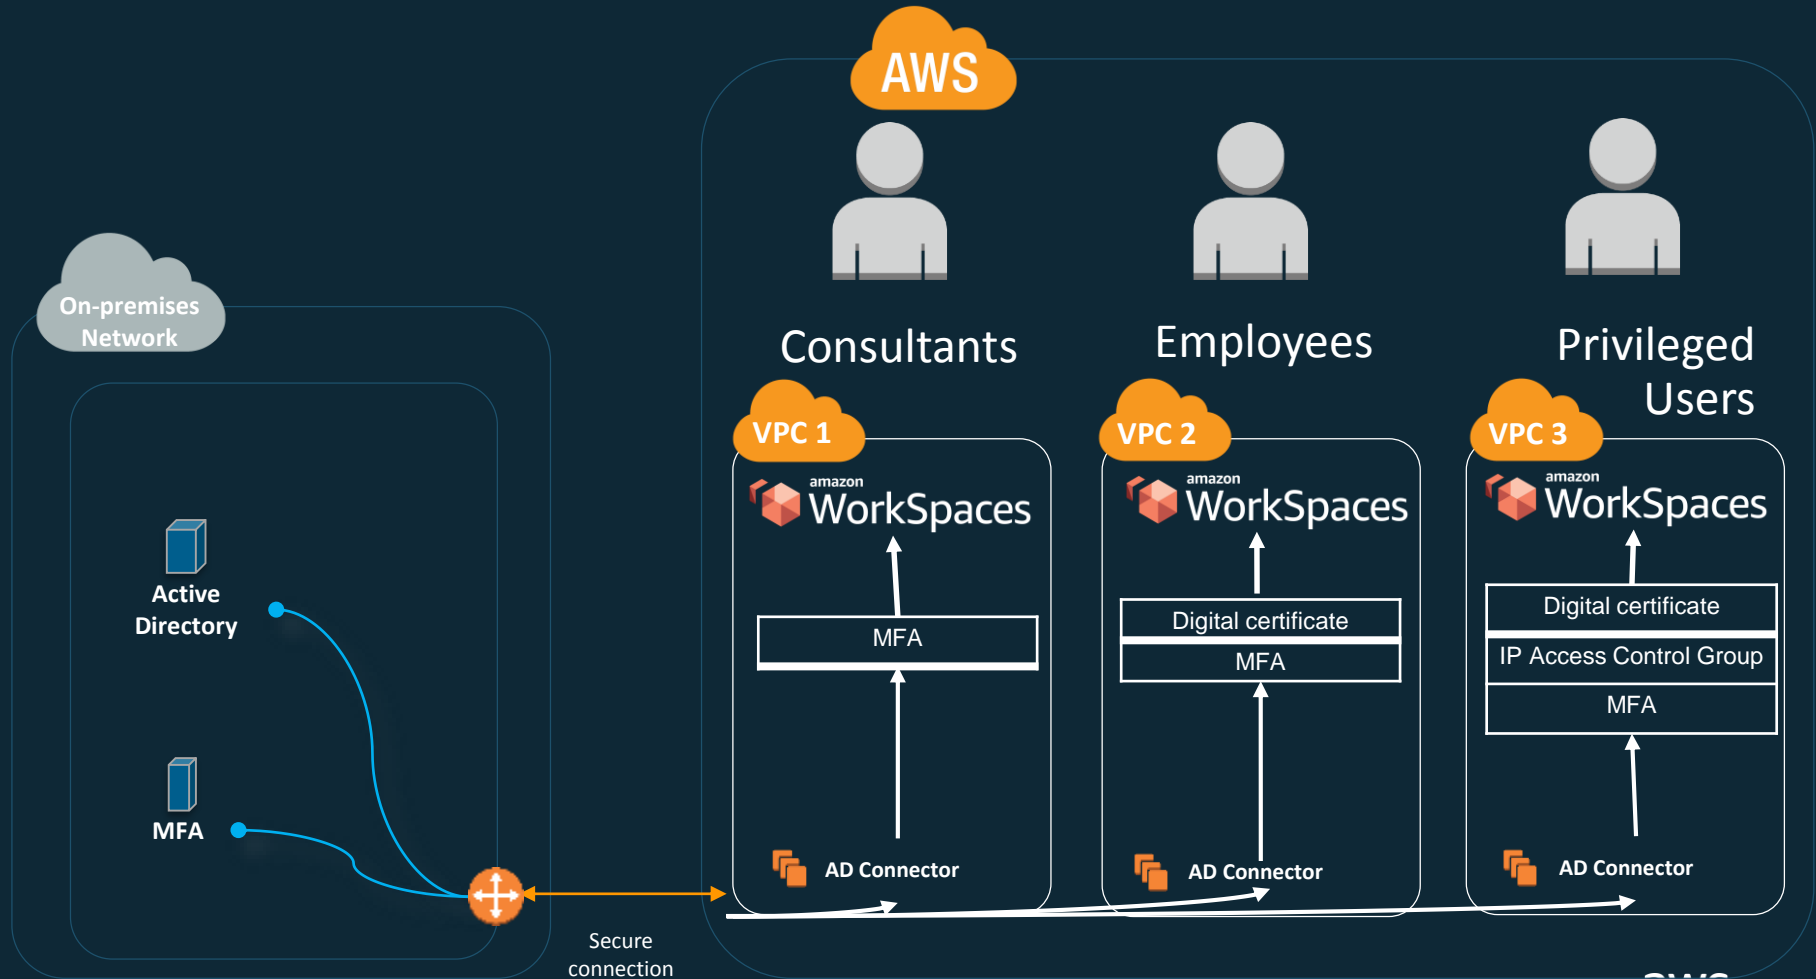 AWS
On-premises
Network
Active
Directory
MFA
Secure
connection
Consultants
VPC 1
amazon
WorkSpaces
MFA
AD Connector
Employees
VPC 2
amazon
WorkSpaces
Digital certificate
MFA
AD Connector
Privileged
Users
VPC 3
amazon
WorkSpaces
Digital certificate
IP Access Control Group
MFA
AD Connector
aws